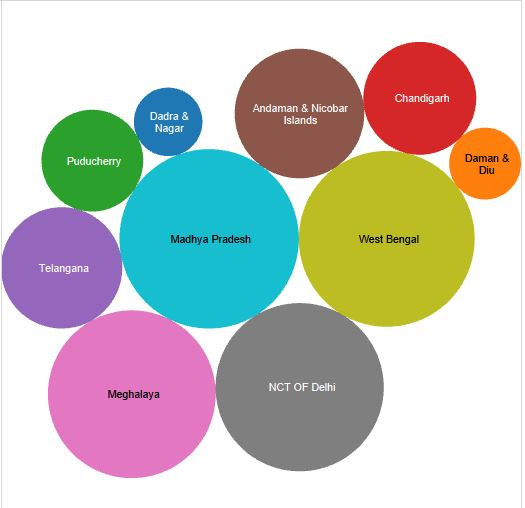 Chandigarh
Andaman & Nicobar
Islands
Dadra &
Nagar
Puducherry
Daman &
Diu
Madhya Pradesh
West Bengal
Telangana
Meghalaya
NCT OF Delhi